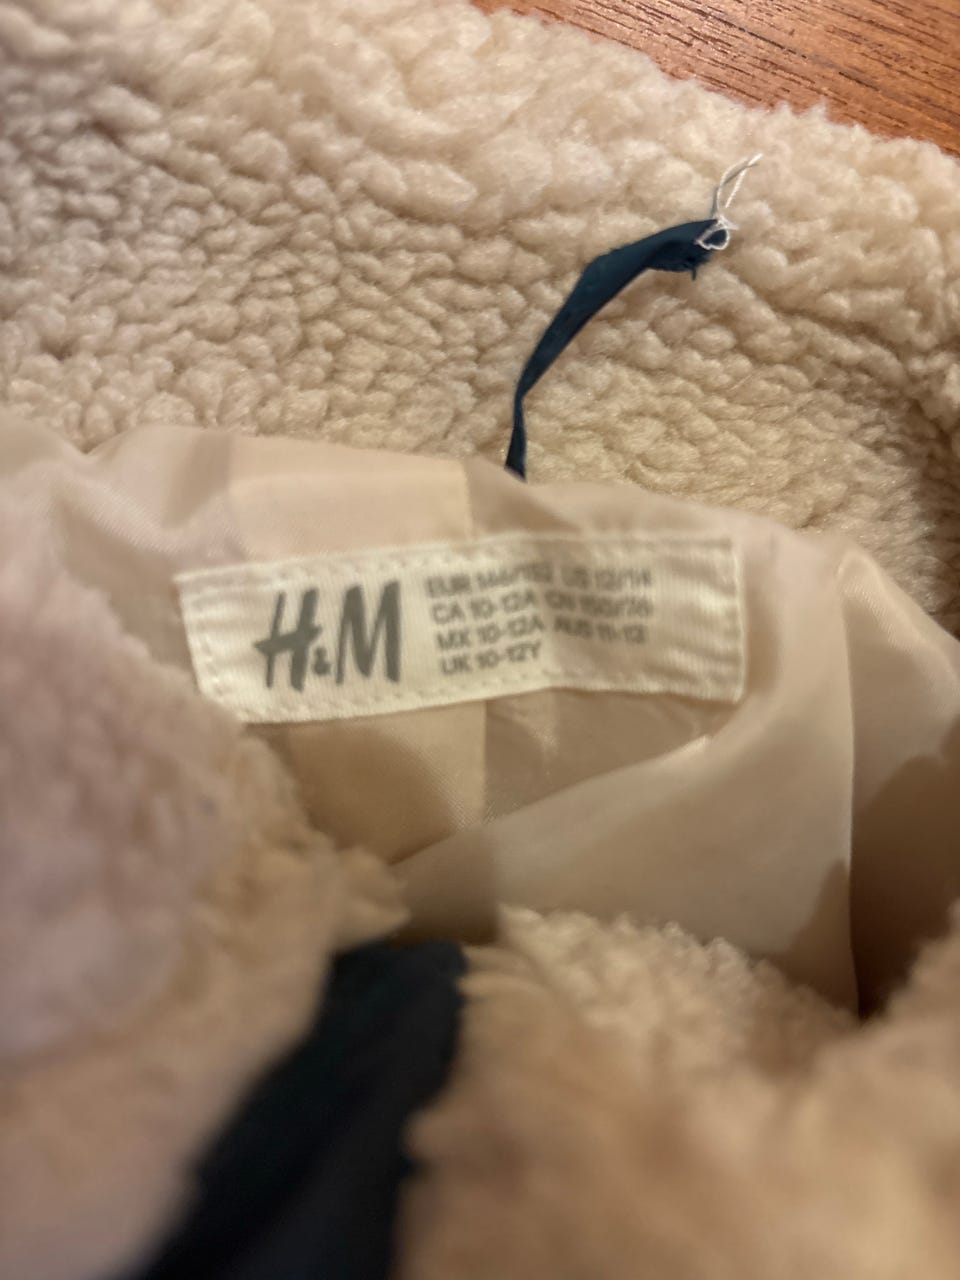 H&M
EUR 146/152 US 12/14
CA 10-12A CN 150/76
MX 10-12A AUS 11-12
UK 10-12Y